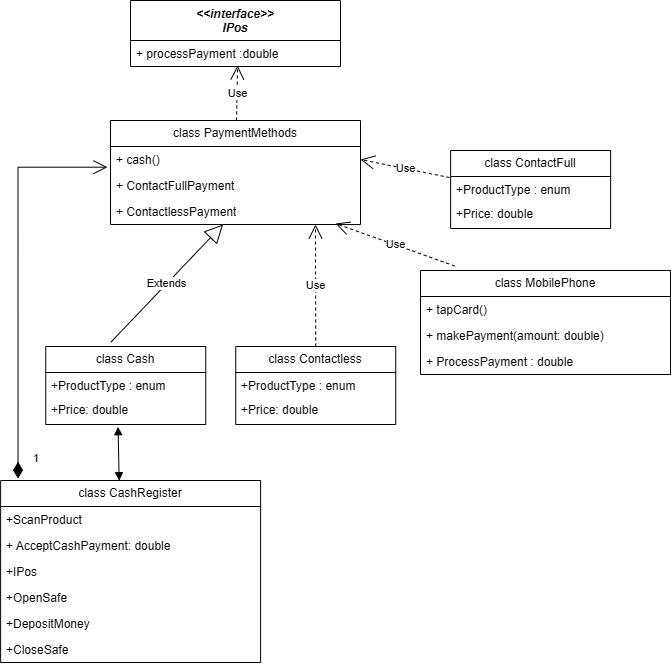 <<interface>>
IPos
+ processPayment :double
Use
class PaymentMethods
+ cash()
+ ContactFullPayment
+ ContactlessPayment
Use
class ContactFull
+ProductType : enum
+Price: double
Use
class MobilePhone
+ tapCard()
+ makePayment(amount: double)
+ ProcessPayment : double
Extends
Use
class Cash
+ProductType : enum
+Price: double
class Contactless
+ProductType : enum
+Price: double
1
class CashRegister
+ScanProduct
+ AcceptCashPayment: double
+IPos
+OpenSafe
+DepositMoney
+CloseSafe